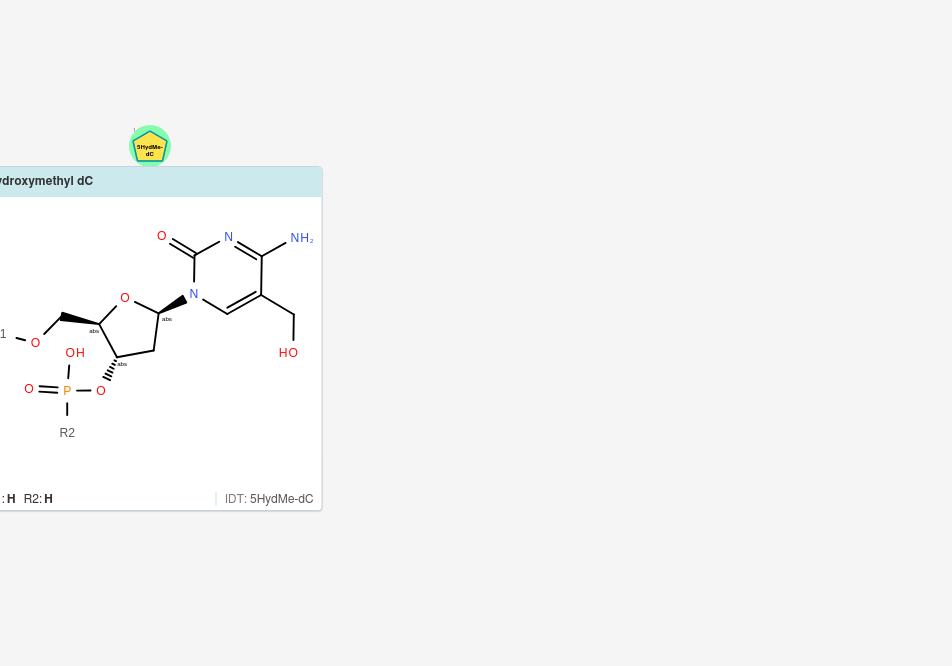 5HydMe-
dC
ydroxymethyl dC
O
N
NH₂
N
O
abs
1
O
abs
OH
abs
HO
O
P
O
R2
: H R2: H
IDT: 5HydMe-dC